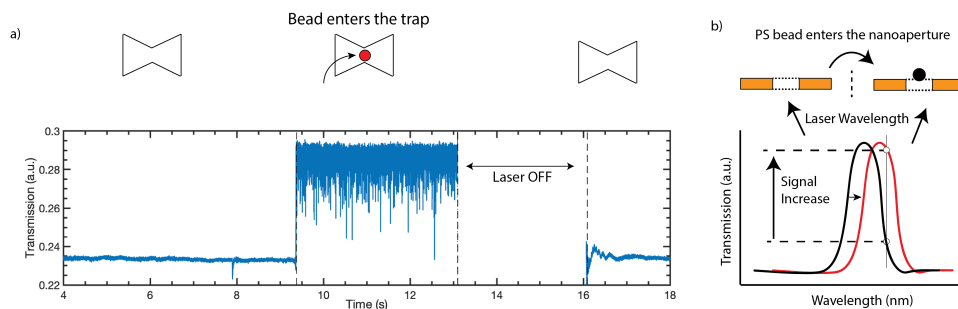 a)
Bead enters the trap
0.3
0.28
0.26
0.24
0.22
Transmission (a.u.)
Laser OFF
4
6
8
10
12
14
16
18
Time (s)
b)
PS bead enters the nanoaperture
Laser Wavelength
Signal
Increase
Transmission (a.u.)
Wavelength (nm)